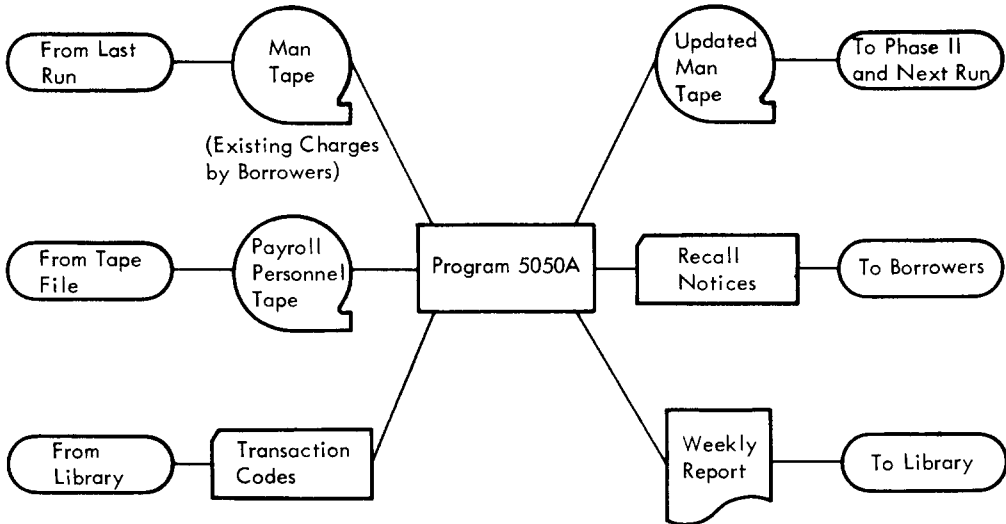 From Last
Run
Man
Tape
(Existing Charges
by Borrowers)
Updated
Man
Tape
To Phase II
and Next Run
From Tape
File
Payroll
Personnel
Tape
Program 5050A
Recall
Notices
To Borrowers
From
Library
Transaction
Codes
Weekly
Report
To Library